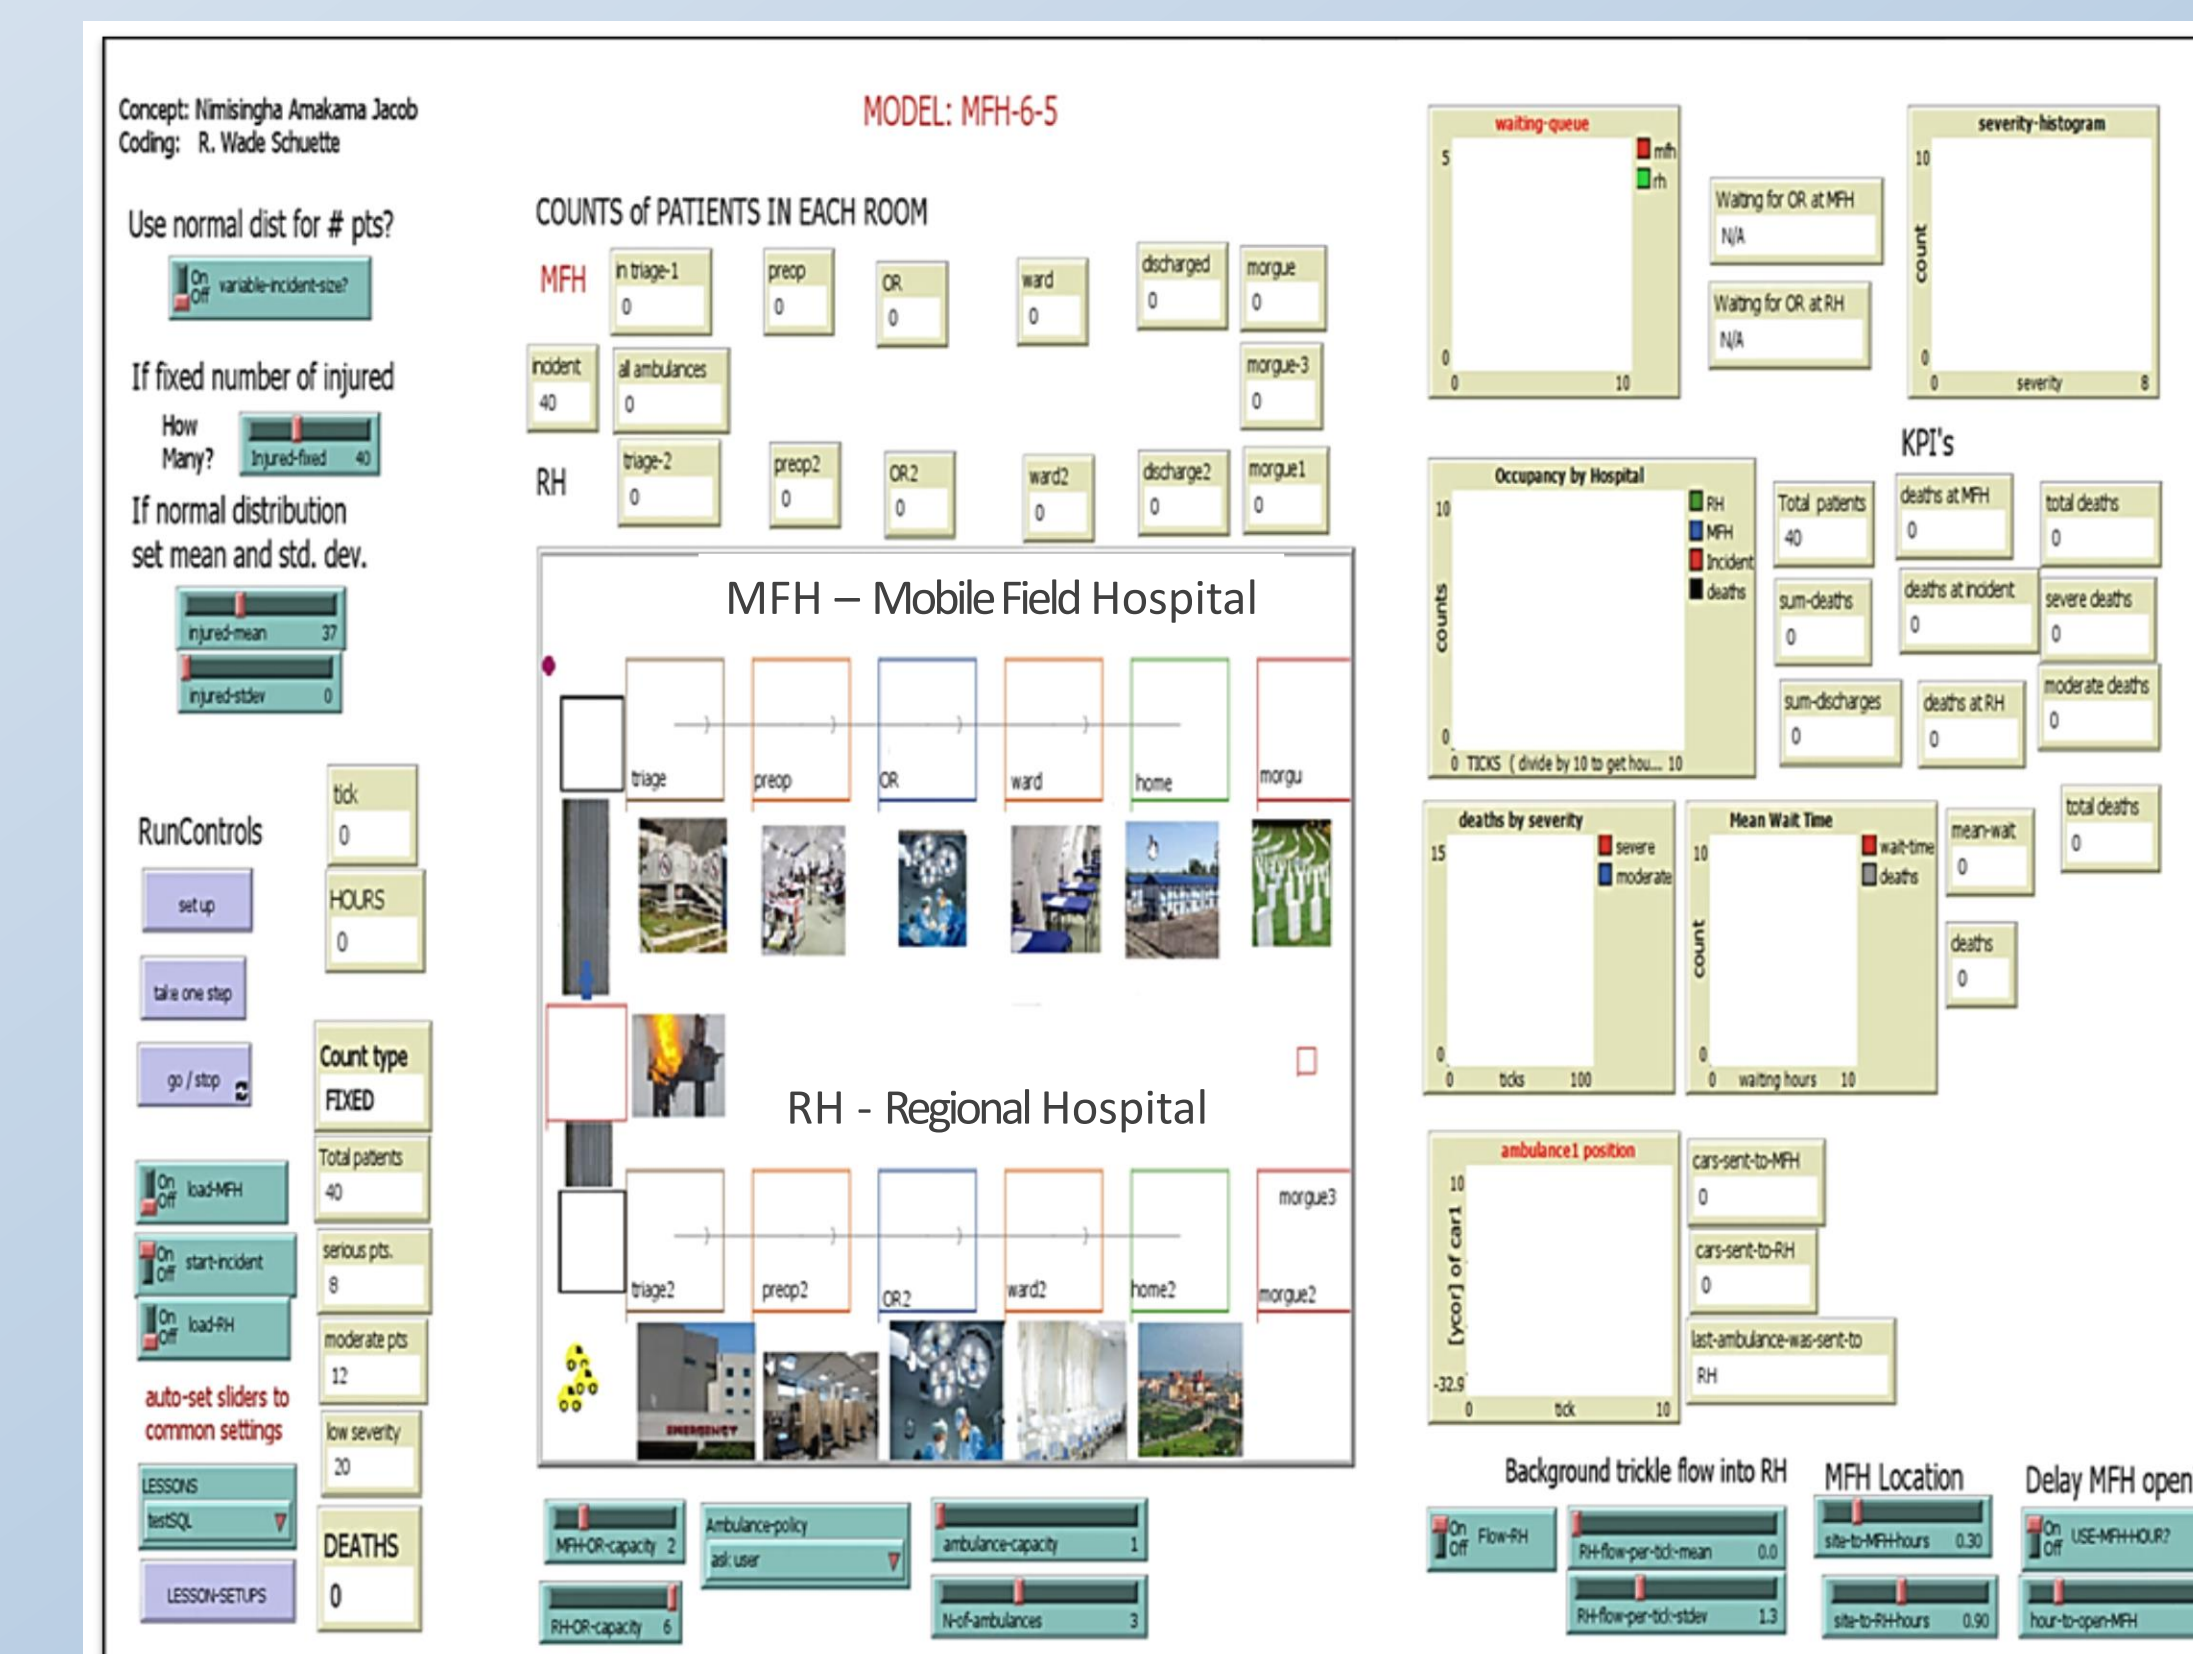 Concept: Nimisingha Amakama Jacob
Coding: R. Wade Schuette
MODEL: MFH-6-5
Use normal dist for # pts?
On
Off
variable-incident-size?
If fixed number of injured
How
Many?
Injured-fixed 40
If normal distribution
set mean and std. dev.
injured-mean 37
injured-stdev 0
RunControls
tick
0
HOURS
0
set up
take one step
go / stop
Count type
FIXED
Total patients
40
serious pts.
8
moderate pts
12
low severity
20
DEATHS
0
On
Off
load-MFH
On
Off
start-incident
On
Off
load-RH
auto-set sliders to
common settings
LESSONS
testSQL
LESSON-SETUPS
COUNTS of PATIENTS IN EACH ROOM
MFH
in triage-1
0
preop
0
OR
0
ward
0
discharged
0
morgue
0
incident
40
all ambulances
0
morgue-3
0
RH
triage-2
0
preop2
0
OR2
0
ward2
0
discharge2
0
morgue1
0
MFH – Mobile Field Hospital
triage
preop
OR
ward
home
morgu
RH - Regional Hospital
morgue3
triage2
preop2
OR2
ward2
home2
morgue2
EMERGENCY
MFH-OR-capacity 2
RH-OR-capacity 6
Ambulance-policy
ask user
ambulance-capacity 1
N-of-ambulances 3
waiting-queue
5
0
0
10
mfh
rh
Waiting for OR at MFH
N/A
Waiting for OR at RH
N/A
severity-histogram
10
count
0
0
severity
8
KPI's
Occupancy by Hospital
10
counts
0
0 TICKS ( divide by 10 to get hou... 10
RH
MFH
Incident
deaths
Total patients
40
deaths at MFH
0
total deaths
0
sum-deaths
0
deaths at incident
0
severe deaths
0
sum-discharges
0
deaths at RH
0
moderate deaths
0
deaths by severity
15
0
0
ticks
100
severe
moderate
Mean Wait Time
10
count
0
0
waiting hours
10
wait-time
deaths
mean-wait
0
total deaths
0
deaths
0
ambulance1 position
10
[ycor] of car1
-32.9
0
tick
10
cars-sent-to-MFH
0
cars-sent-to-RH
0
last-ambulance-was-sent-to
RH
Background trickle flow into RH
On
Off
Flow-RH
RH-flow-per-tick-mean 0.0
RH-flow-per-tick-stdev 1.3
MFH Location
site-to-MFH-hours 0.30
site-to-RH-hours 0.90
Delay MFH open
On
Off
USE-MFH-HOUR?
hour-to-open-MFH